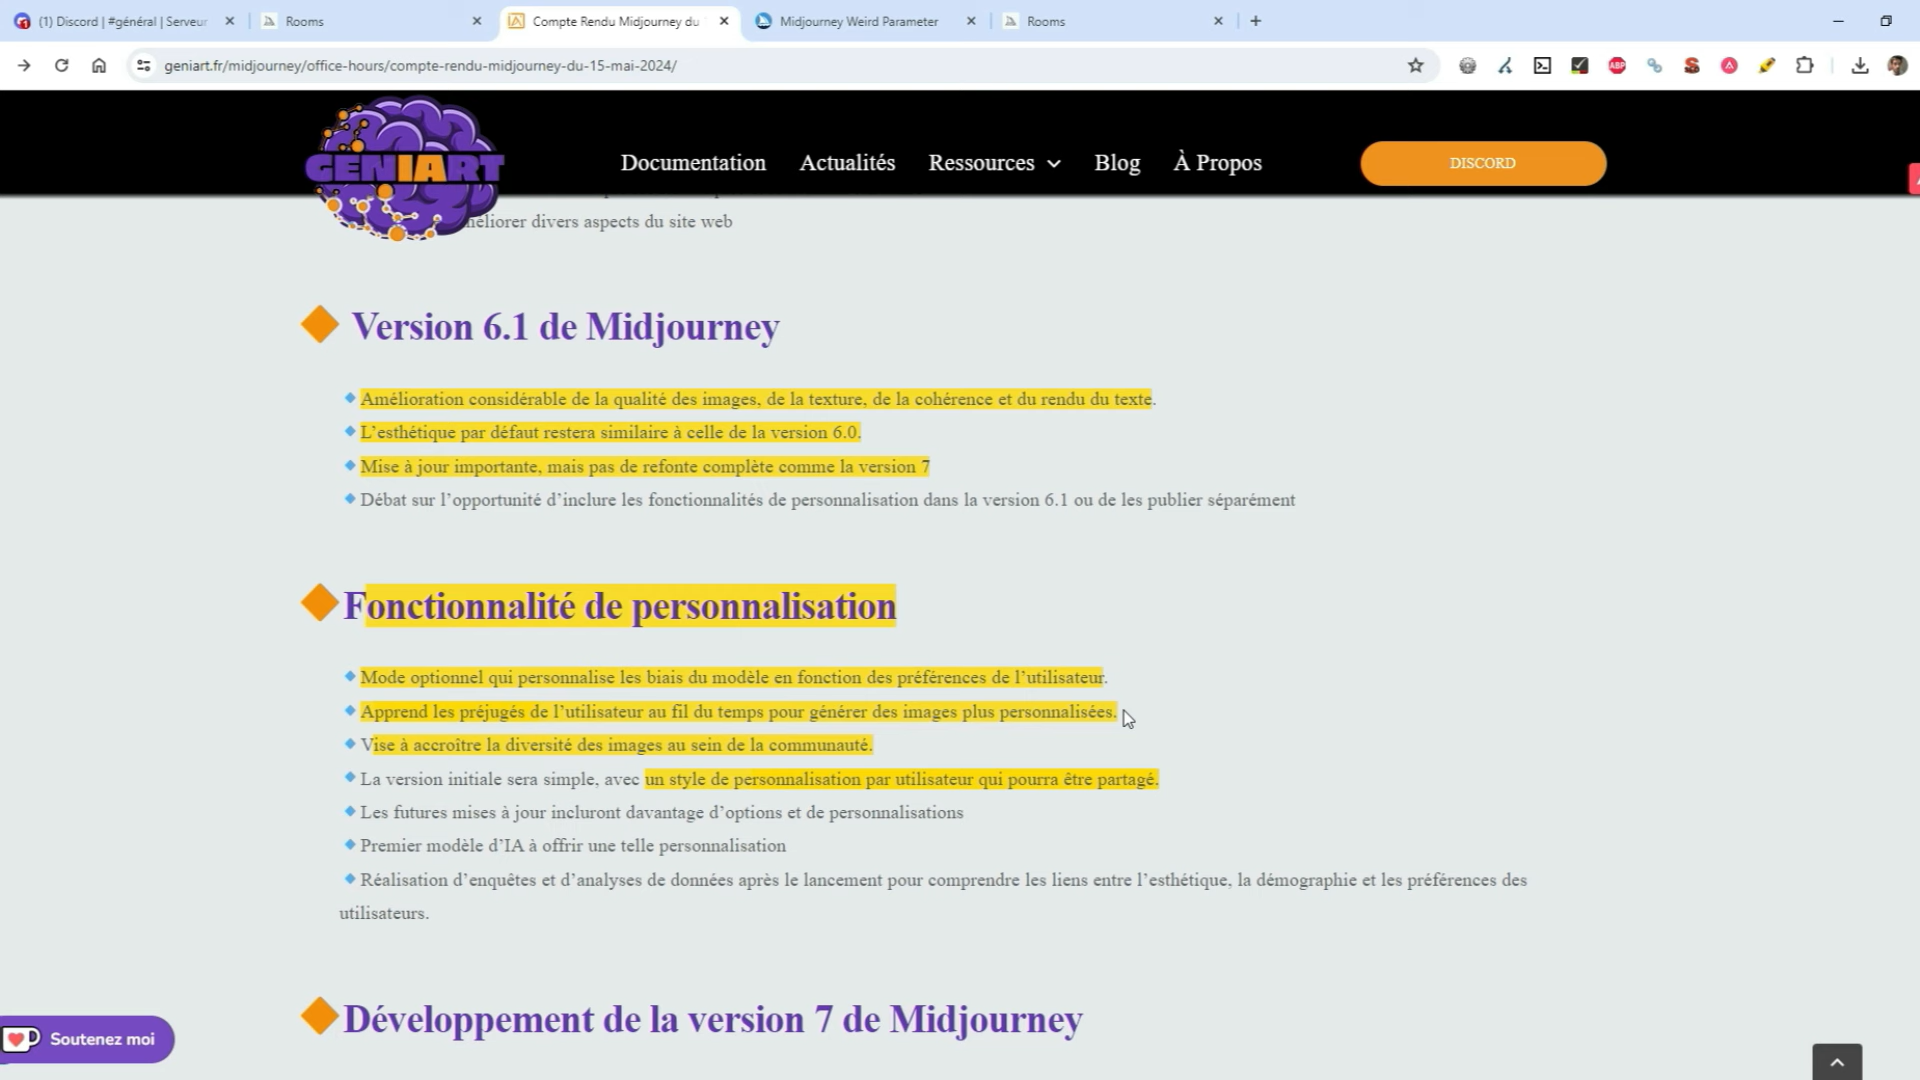 (1) Discord | #général | Serveur
Rooms
Compte Rendu Midjourney du
Midjourney Weird Parameter
Rooms
geniart.fr/midjourney/office-hours/compte-rendu-midjourney-du-15-mai-2024/
ABP
GENIART
Documentation
Actualités
Ressources
Blog
À Propos
DISCORD
éliorer divers aspects du site web
Version 6.1 de Midjourney
Amélioration considérable de la qualité des images, de la texture, de la cohérence et du rendu du texte.
L’esthétique par défaut restera similaire à celle de la version 6.0.
Mise à jour importante, mais pas de refonte complète comme la version 7
Débat sur l’opportunité d’inclure les fonctionnalités de personnalisation dans la version 6.1 ou de les publier séparément
Fonctionnalité de personnalisation
Mode optionnel qui personnalise les biais du modèle en fonction des préférences de l’utilisateur.
Apprend les préjugés de l’utilisateur au fil du temps pour générer des images plus personnalisées.
Vise à accroître la diversité des images au sein de la communauté.
La version initiale sera simple, avec un style de personnalisation par utilisateur qui pourra être partagé.
Les futures mises à jour incluront davantage d’options et de personnalisations
Premier modèle d’IA à offrir une telle personnalisation
Réalisation d’enquêtes et d’analyses de données après le lancement pour comprendre les liens entre l’esthétique, la démographie et les préférences des
utilisateurs.
Développement de la version 7 de Midjourney
Soutenez moi